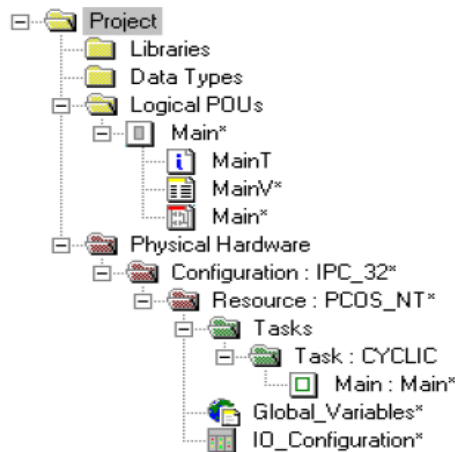 Project
Libraries
Data Types
Logical POUs
Main*
MainT
MainV*
Main*
Physical Hardware
Configuration : IPC_32*
Resource : PCOS_NT*
Tasks
Task : CYCLIC
Main : Main*
Global_Variables*
IO_Configuration*